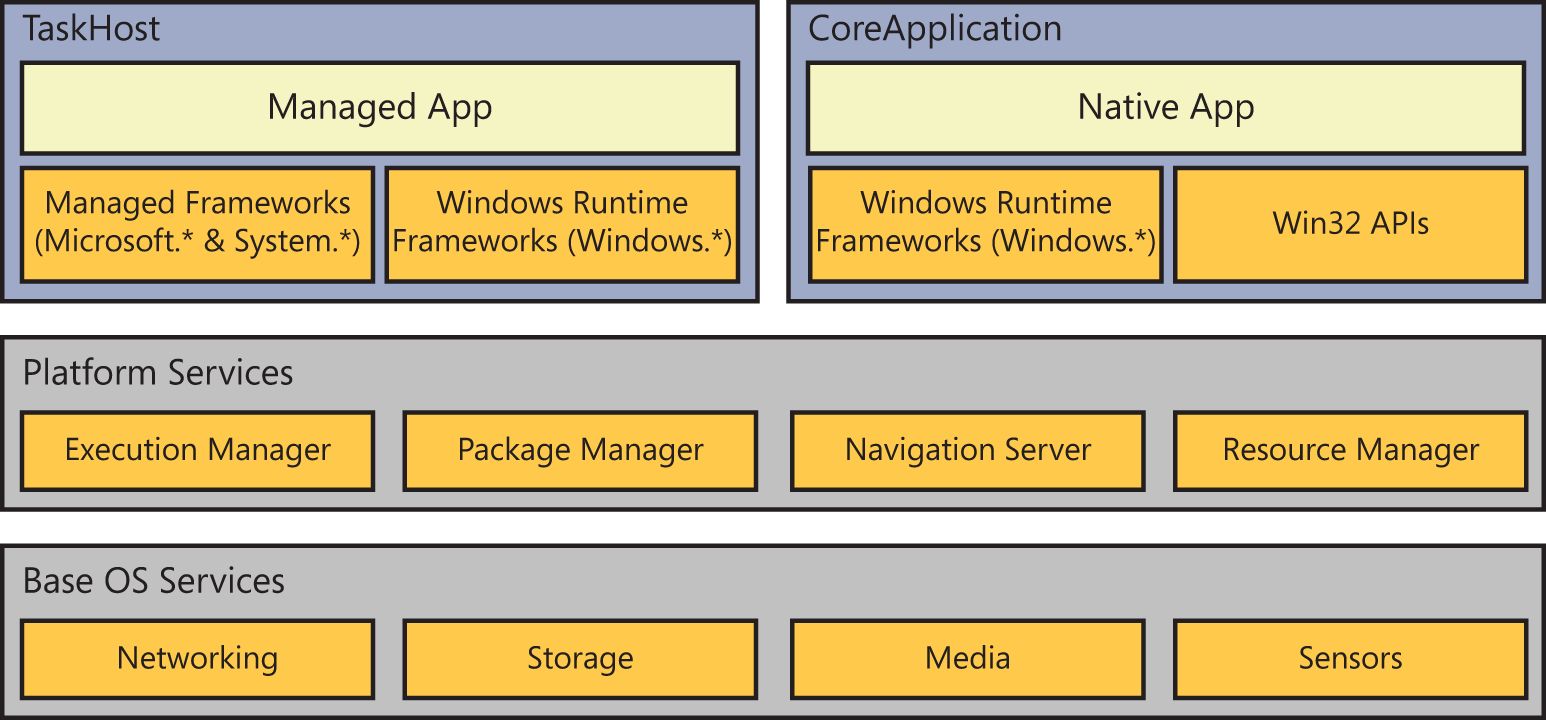 TaskHost
Managed App
Managed Frameworks
(Microsoft.* & System.*)
Windows Runtime
Frameworks (Windows.*)
CoreApplication
Native App
Windows Runtime
Frameworks (Windows.*)
Win32 APIs
Platform Services
Execution Manager
Package Manager
Navigation Server
Resource Manager
Base OS Services
Networking
Storage
Media
Sensors